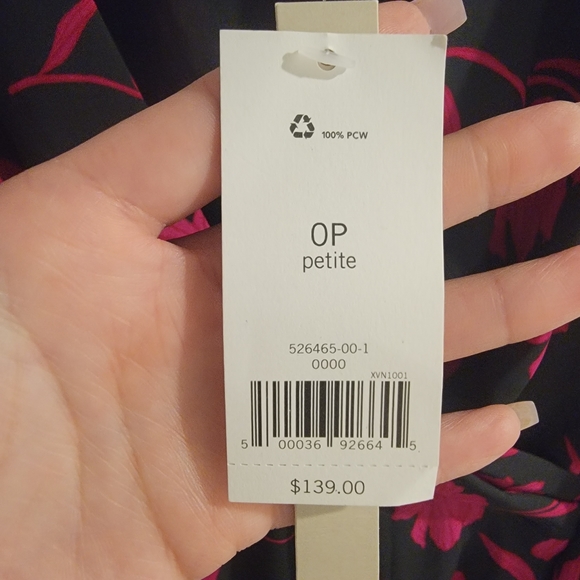 100% PCW
0P
petite
526465-00-1
0000
XVN1001
5 00036 92664 5
$139.00